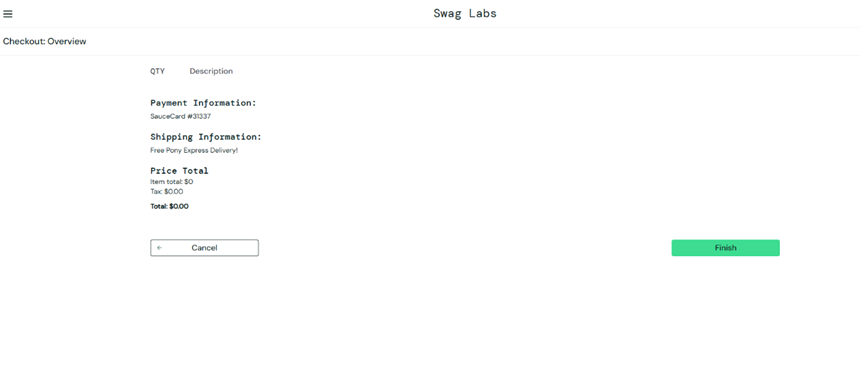 Swag Labs
Checkout: Overview
QTY Description
Payment Information:
SauceCard #31337
Shipping Information:
Free Pony Express Delivery!
Price Total
Item total: $0
Tax: $0.00
Total: $0.00
Cancel Finish